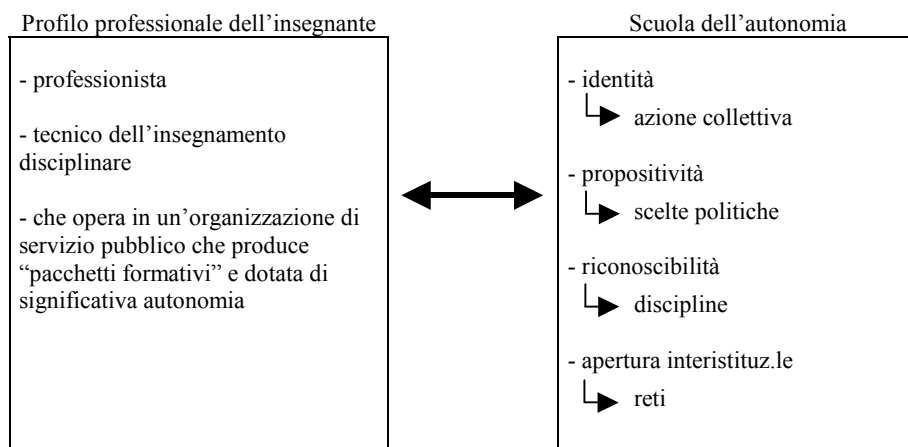 Profilo professionale dell’insegnante
- professionista
- tecnico dell’insegnamento
disciplinare
- che opera in un’organizzazione di
servizio pubblico che produce
“pacchetti formativi” e dotata di
significativa autonomia
Scuola dell’autonomia
- identità
azione collettiva
- propositività
scelte politiche
- riconoscibilità
discipline
- apertura interistituz.le
reti